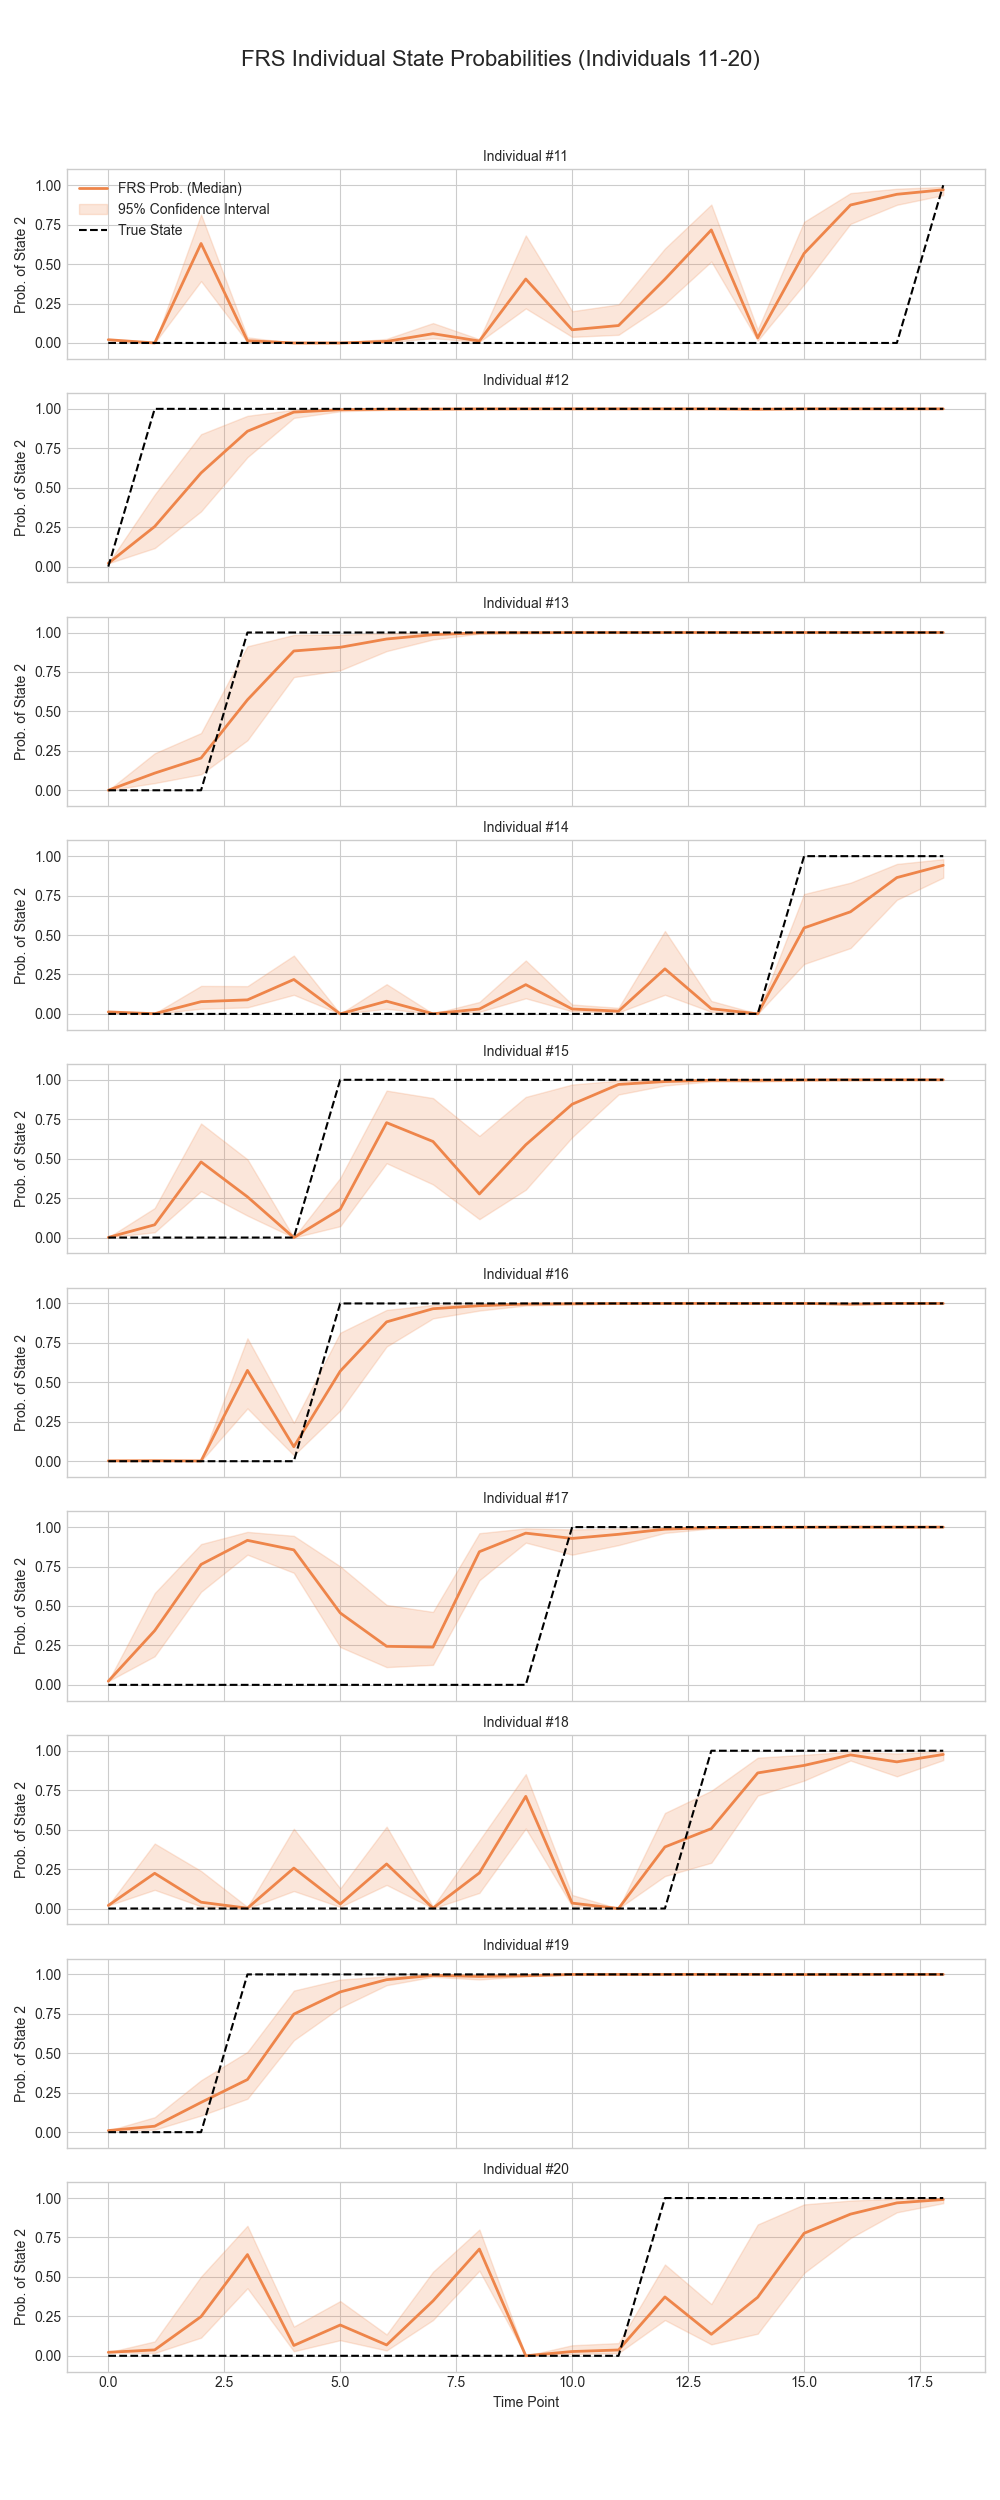 FRS Individual State Probabilities (Individuals 11-20)
Individual #11
1.00
0.75
0.50
0.25
0.00
Prob. of State 2
FRS Prob. (Median)
95% Confidence Interval
True State
Individual #12
1.00
0.75
0.50
0.25
0.00
Prob. of State 2
Individual #13
1.00
0.75
0.50
0.25
0.00
Prob. of State 2
Individual #14
1.00
0.75
0.50
0.25
0.00
Prob. of State 2
Individual #15
1.00
0.75
0.50
0.25
0.00
Prob. of State 2
Individual #16
1.00
0.75
0.50
0.25
0.00
Prob. of State 2
Individual #17
1.00
0.75
0.50
0.25
0.00
Prob. of State 2
Individual #18
1.00
0.75
0.50
0.25
0.00
Prob. of State 2
Individual #19
1.00
0.75
0.50
0.25
0.00
Prob. of State 2
Individual #20
1.00
0.75
0.50
0.25
0.00
Prob. of State 2
0.0 2.5 5.0 7.5 10.0 12.5 15.0 17.5
Time Point